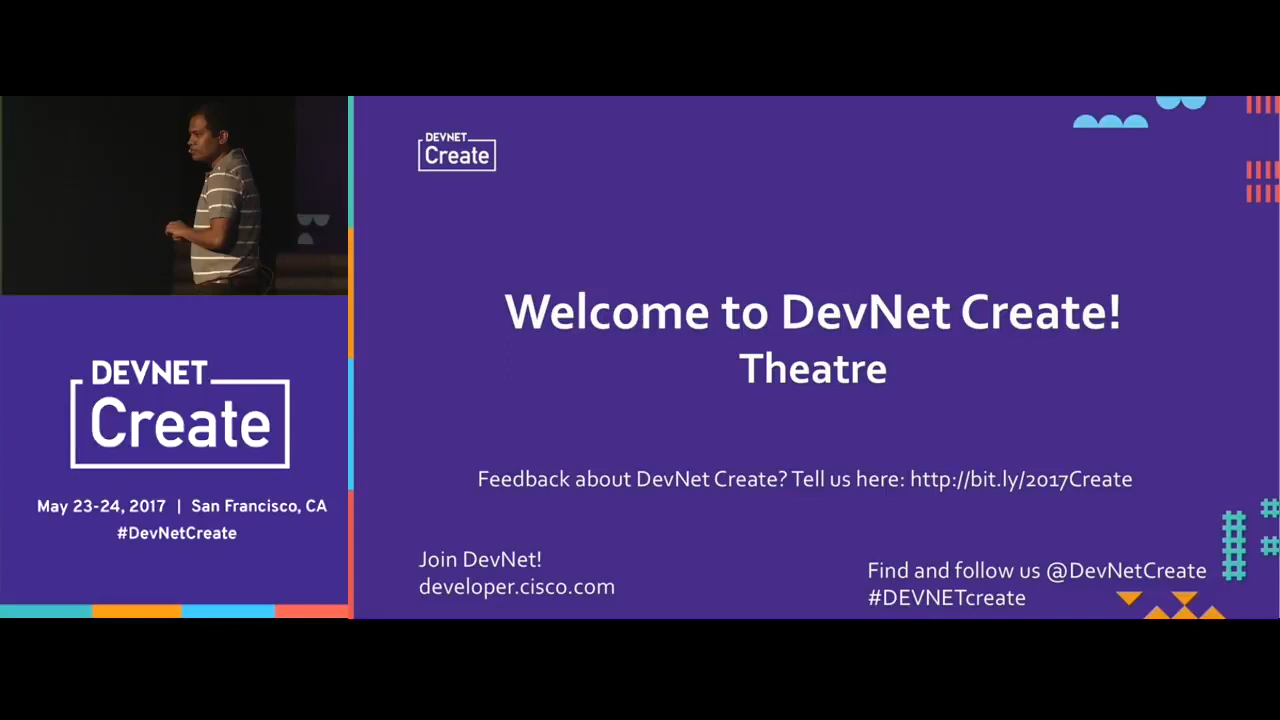 DEVNET
Create
May 23-24, 2017 | San Francisco, CA
#DevNetCreate
DEVNET
Create
Welcome to DevNet Create!
Theatre
Feedback about DevNet Create? Tell us here: http://bit.ly/2017Create
Join DevNet!
developer.cisco.com
Find and follow us @DevNetCreate
#DEVNETcreate